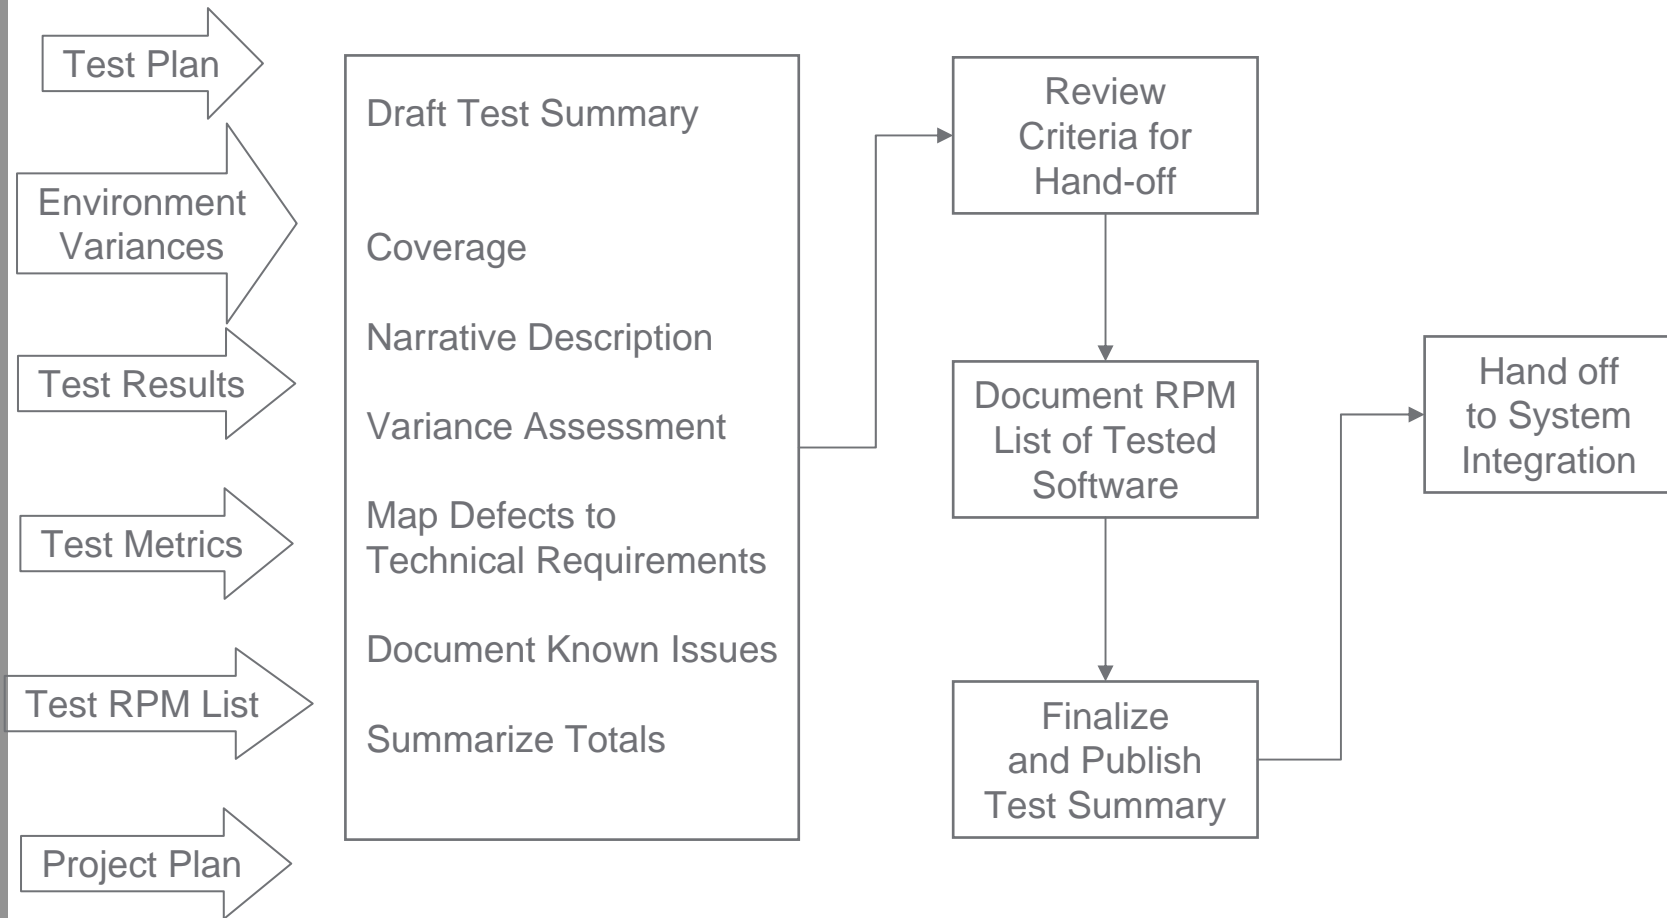 Test Plan
Environment
Variances
Test Results
Test Metrics
Test RPM List
Project Plan
Draft Test Summary
Coverage
Narrative Description
Variance Assessment
Map Defects to
Technical Requirements
Document Known Issues
Summarize Totals
Review
Criteria for
Hand-off
Document RPM
List of Tested
Software
Finalize
and Publish
Test Summary
Hand off
to System
Integration